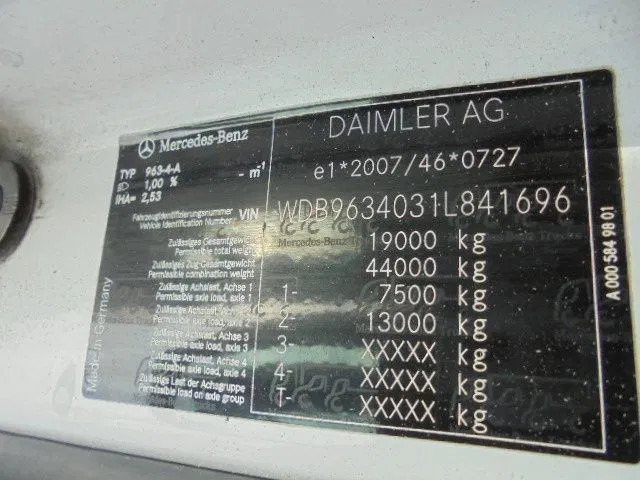 Mercedes-Benz
DAIMLER AG
TYP 963-4-A
- m⁻¹
1,00 %
IHA= 2,53
e1*2007/46*0727
Fahrzeugidentifizierungsnummer
Vehicle Identification Number VIN WDB9634031L841696
Zulässiges Gesamtgewicht
Permissible total weight 19000 kg
Zulässiges Zug-Gesamtgewicht
Permissible combination weight 44000 kg
Zulässige Achslast, Achse 1
Permissible axle load, axle 1 1- 7500 kg
Zulässige Achslast, Achse 2
Permissible axle load, axle 2 2- 13000 kg
Zulässige Achslast, Achse 3
Permissible axle load, axle 3 3- XXXXX kg
Zulässige Achslast, Achse 4
Permissible axle load, axle 4 4- XXXXX kg
Zulässige Last der Achsgruppe
Permissible load on axle group T- XXXXX kg
Made in Germany
A 000 584 98 01
Mercedes-Benz